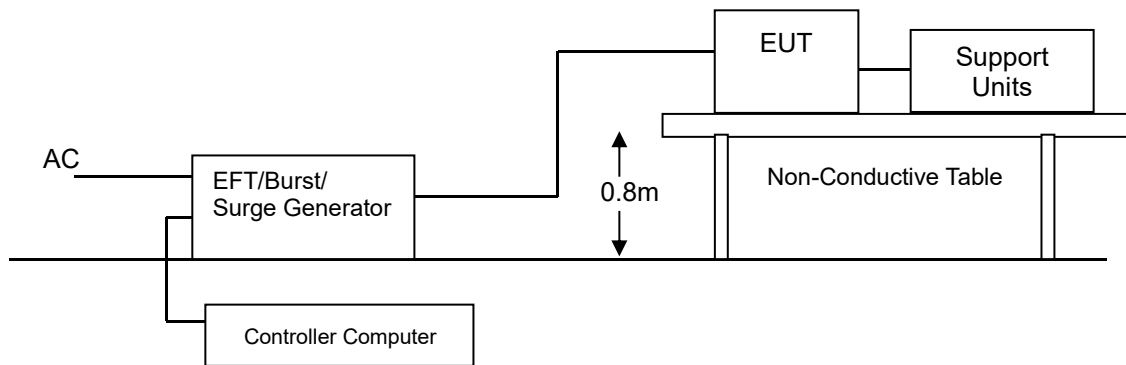 EUT
Support
Units
AC
EFT/Burst/
Surge Generator
0.8m
Non-Conductive Table
Controller Computer